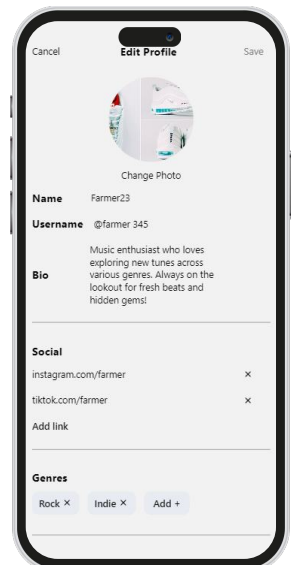 Cancel Edit Profile Save
Change Photo
Name Farmer23
Username @farmer 345
Bio Music enthusiast who loves
exploring new tunes across
various genres. Always on the
lookout for fresh beats and
hidden gems!
Social
instagram.com/farmer ×
tiktok.com/farmer ×
Add link
Genres
Rock × Indie × Add +